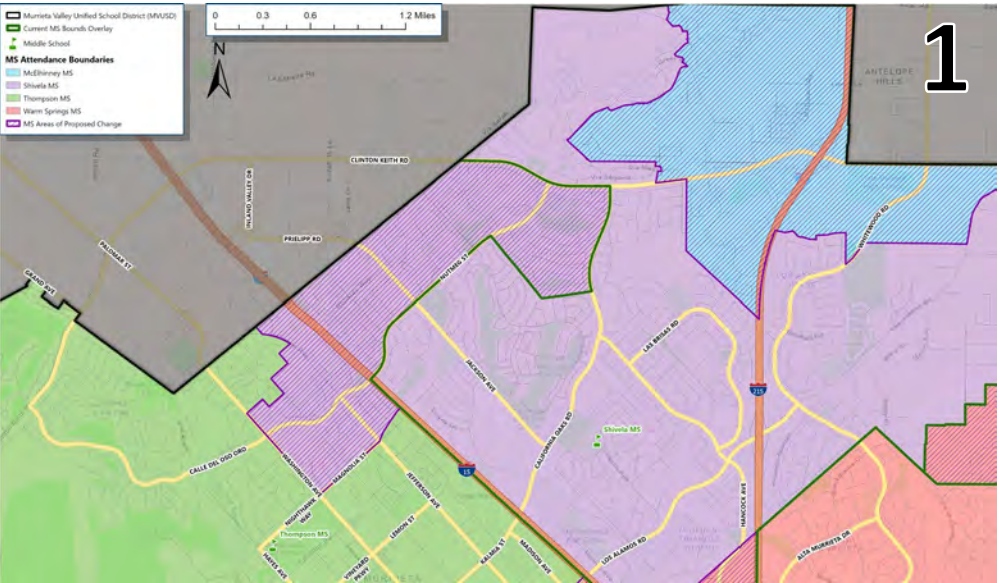 Murrieta Valley Unified School District (MVUSD)
Current MS Bounds Overlay
Middle School
MS Attendance Boundaries
McElhinney MS
Shivela MS
Thompson MS
Warm Springs MS
MS Areas of Proposed Change
0 0.3 0.6 1.2 Miles
N
1
ANTELOPE
HILLS
CLINTON KEITH RD
INLAND VALLEY DR
PRIELIPP RD
PALOMAR ST
GRAND AVE
NUTMEG ST
WHITEWOOD RD
LAS BRISAS RD
JACKSON AVE
CALIFORNIA OAKS RD
215
Shivela MS
CALLE DEL OSO ORO
WASHINGTON AVE
MAGNOLIA ST
15
JEFFERSON AVE
NIGHTHAWK
WAY
HANCOCK AVE
LEMON ST
Thompson MS
KALMIA ST
MADISON AVE
LOS ALAMOS RD
ALTA MURRIETA DR
HAYES AVE
VINEYARD
PKWY
MURRIETA